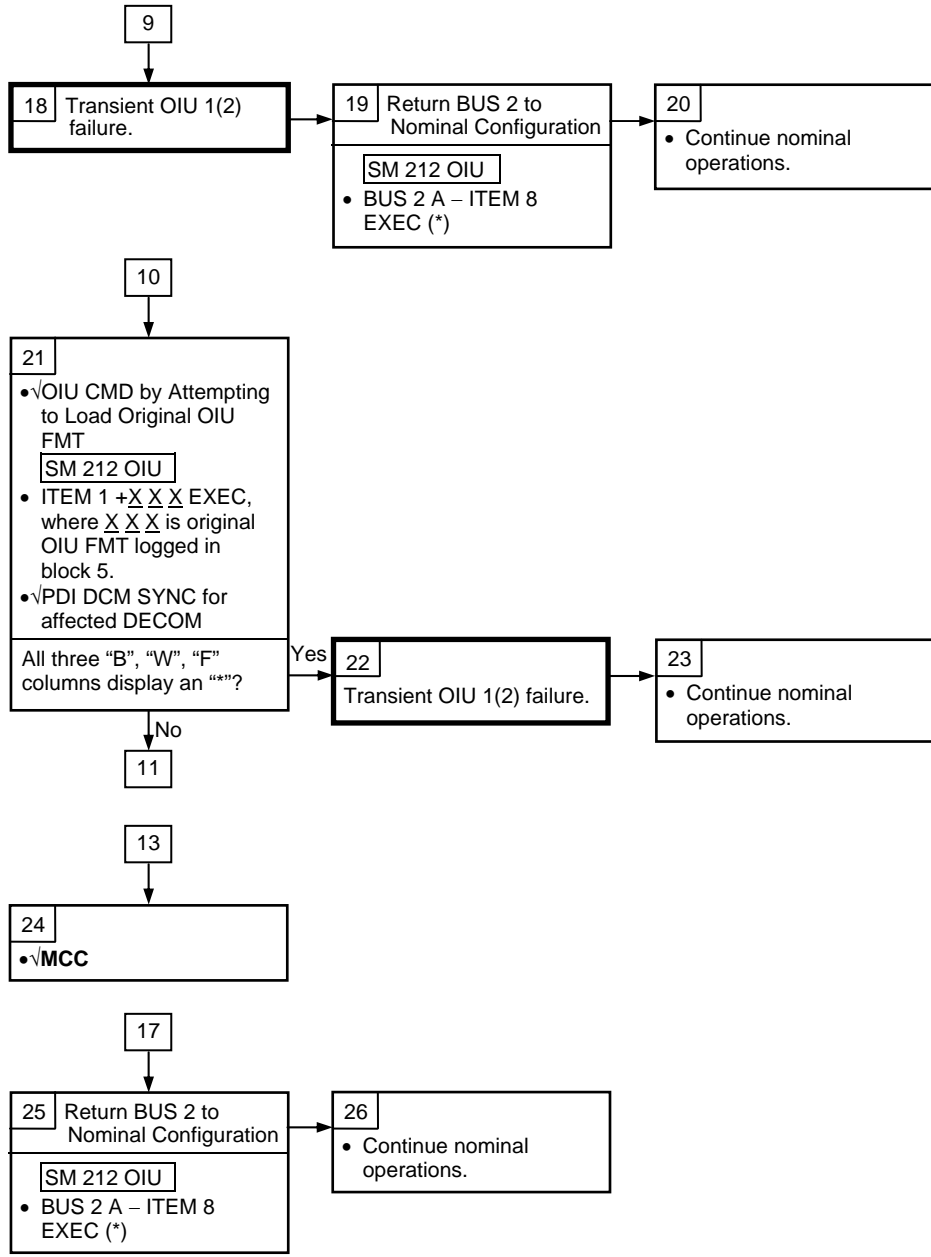 9
18 Transient OIU 1(2)
failure.
19 Return BUS 2 to
Nominal Configuration
SM 212 OIU
• BUS 2 A – ITEM 8
EXEC (*)
20
• Continue nominal
operations.
10
21
•√OIU CMD by Attempting
to Load Original OIU
FMT
SM 212 OIU
• ITEM 1 +X X X EXEC,
where X X X is original
OIU FMT logged in
block 5.
•√PDI DCM SYNC for
affected DECOM
All three “B”, “W”, “F”
columns display an “*”?
Yes
No
11
22
Transient OIU 1(2) failure.
23
• Continue nominal
operations.
13
24
•√MCC
17
25 Return BUS 2 to
Nominal Configuration
SM 212 OIU
• BUS 2 A – ITEM 8
EXEC (*)
26
• Continue nominal
operations.